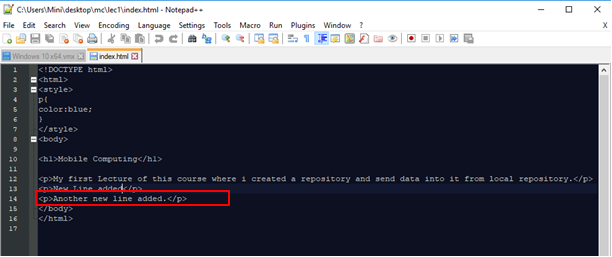 C:\Users\Mini\desktop\mc\lec1\index.html - Notepad++
File Edit Search View Encoding Language Settings Tools Macro Run Plugins Window ?
Windows 10 x64.vmx index.html
1 <!DOCTYPE html>
2 <html>
3 <style>
4 p{
5 color:blue;
6 }
7 </style>
8 <body>
9
10 <h1>Mobile Computing</h1>
11
12 <p>My first Lecture of this course where i created a repository and send data into it from local repository.</p>
13 <p>New Line added</p>
14 <p>Another new line added.</p>
15 </body>
16 </html>
17